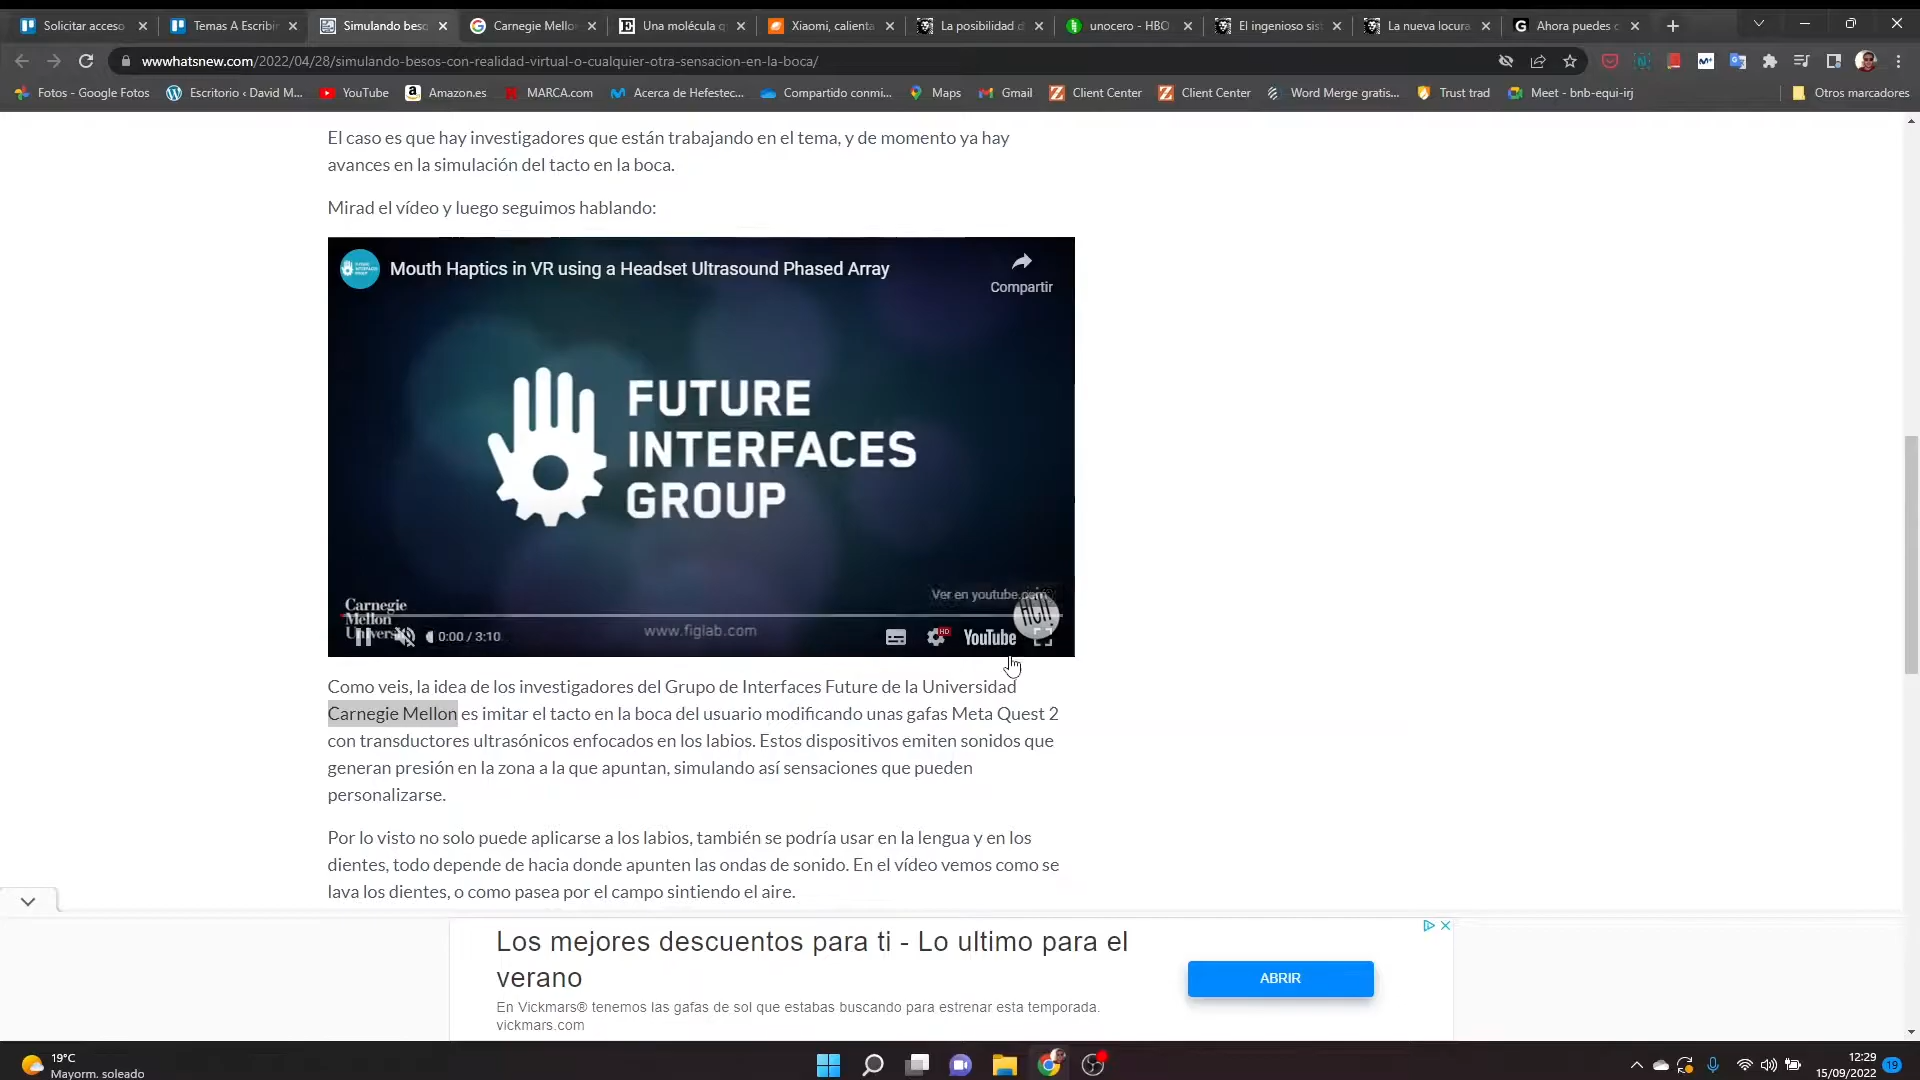 Solicitar acceso
Temas A Escribir
Simulando beso
Carnegie Mello
Una molécula q
Xiaomi, calienta
La posibilidad d
unocero - HBO
El ingenioso sis
La nueva locura
Ahora puedes c
wwwhatsnew.com/2022/04/28/simulando-besos-con-realidad-virtual-o-cualquier-otra-sensacion-en-la-boca/
Fotos - Google Fotos
Escritorio ‹ David M...
YouTube
Amazon.es
MARCA.com
Acerca de Hefestec...
Compartido conmi...
Maps
Gmail
Client Center
Client Center
Word Merge gratis...
Trust trad
Meet - bnb-equi-irj
Otros marcadores
El caso es que hay investigadores que están trabajando en el tema, y de momento ya hay
avances en la simulación del tacto en la boca.
Mirad el vídeo y luego seguimos hablando:
Mouth Haptics in VR using a Headset Ultrasound Phased Array
Compartir
FUTURE
INTERFACES
GROUP
Ver en youtube.com
Carnegie
Mellon
0:00 / 3:10
www.figlab.com
HD
YouTube
Como veis, la idea de los investigadores del Grupo de Interfaces Future de la Universidad
Carnegie Mellon es imitar el tacto en la boca del usuario modificando unas gafas Meta Quest 2
con transductores ultrasónicos enfocados en los labios. Estos dispositivos emiten sonidos que
generan presión en la zona a la que apuntan, simulando así sensaciones que pueden
personalizarse.
Por lo visto no solo puede aplicarse a los labios, también se podría usar en la lengua y en los
dientes, todo depende de hacia donde apunten las ondas de sonido. En el vídeo vemos como se
lava los dientes, o como pasea por el campo sintiendo el aire.
Los mejores descuentos para ti - Lo ultimo para el
verano
En Vickmars® tenemos las gafas de sol que estabas buscando para estrenar esta temporada.
vickmars.com
ABRIR
19°C
Mayorm. soleado
12:29
15/09/2022
19